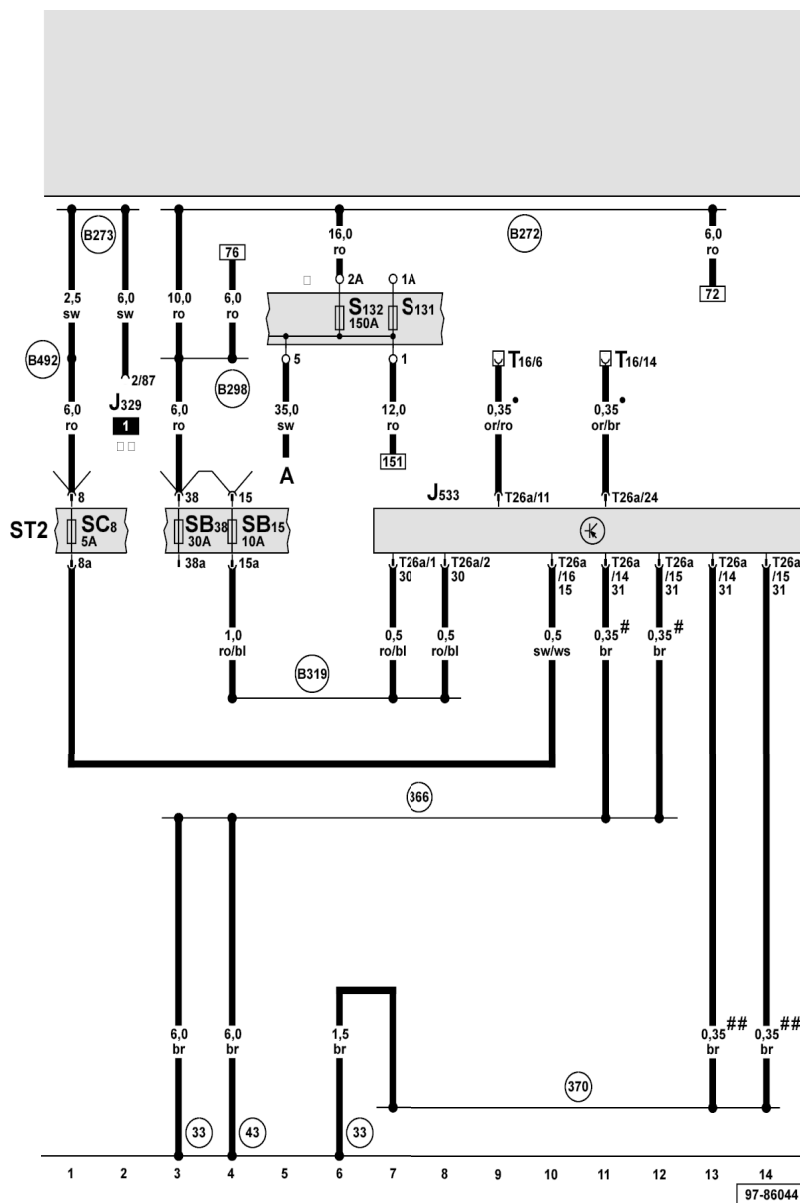 B273
B272
76
16,0
ro
6,0
ro
2A
1A
72
2,5
sw
6,0
sw
10,0
ro
6,0
ro
S132
150A
S131
B492
2/87
B298
5
1
T16/6
T16/14
J329
1
6,0
ro
6,0
ro
35,0
sw
12,0
ro
0,35
or/ro
0,35
or/br
151
A
8
38
15
J533
T26a/11
T26a/24
ST2
SC8
5A
SB38
30A
SB15
10A
8a
38a
15a
T26a/1
30
T26a/2
30
T26a
/16
15
T26a
/14
31
T26a
/15
31
T26a
/14
31
T26a
/15
31
1,0
ro/bl
0,5
ro/bl
0,5
ro/bl
0,5
sw/ws
0,35 #
br
0,35 #
br
B319
366
6,0
br
6,0
br
1,5
br
0,35 ##
br
0,35 ##
br
370
33
43
33
1 2 3 4 5 6 7 8 9 10 11 12 13 14
97-86044